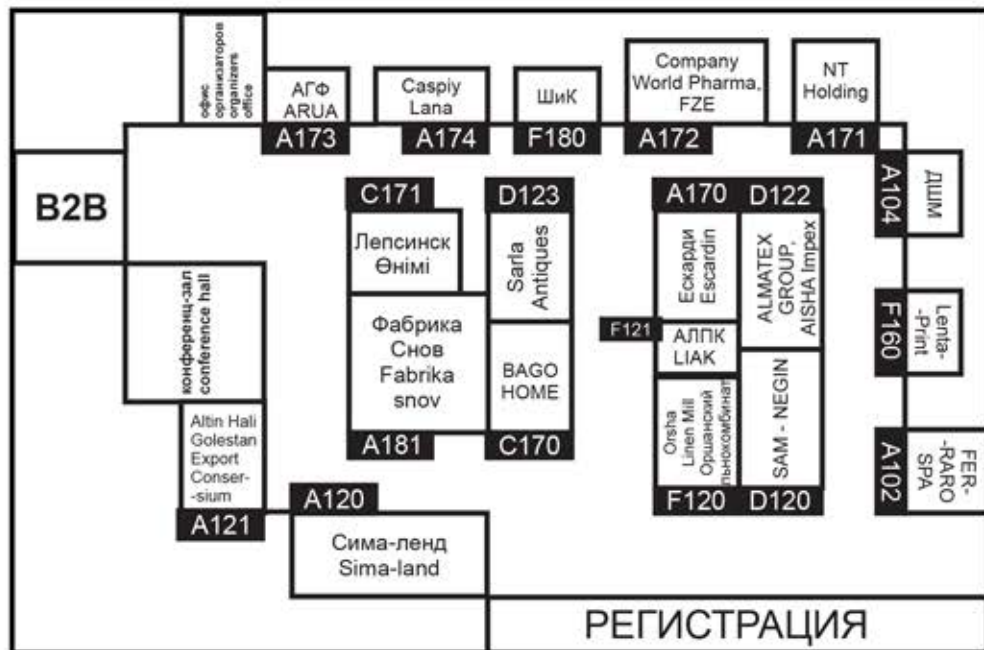 офис
организаторов
organizers
office
АГФ
ARUA
A173
Caspiy
Lana
A174
ШиК
F180
Company
World Pharma,
FZE
A172
NT
Holding
A171
B2B
ДШМ
A104
C171
Лепсинск
Өнімі
D123
Sarla
Antiques
A170
Ескарди
Escardin
D122
ALMATEX
GROUP,
AISHA Impex
конференц-зал
conference hall
Фабрика
Снов
Fabrika
snov
A181
BAGO
HOME
C170
F121
АЛПК
LIAK
Lenta-
-Print
F160
Orsha
Linen Mill
Оршанский
льнокомбинат
F120
SAM - NEGIN
D120
Altin Hali
Golestan
Export
Conser-
-sium
A121
FER-
-RARO
SPA
A102
A120
Сима-ленд
Sima-land
РЕГИСТРАЦИЯ